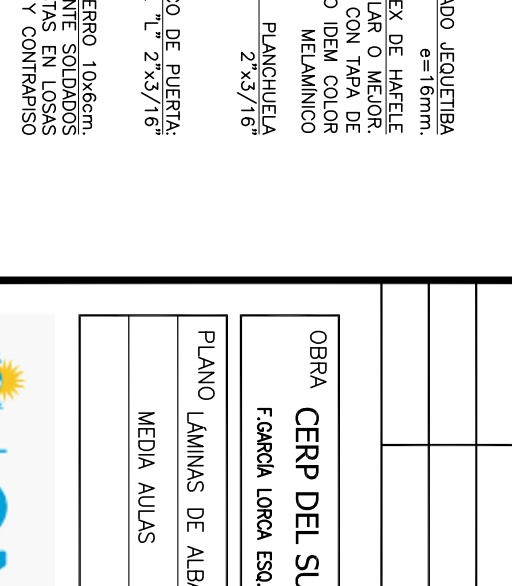 ADO JEQUETIBA
e=16mm.
EX DE HAFELE
LAR O MEJOR.
CON TAPA DE
O IDEM COLOR
MELAMÍNICO
PLANCHUELA
2"x3/16"
CO DE PUERTA:
"L" 2"x3/16"
ERRO 10x6cm.
NTE SOLDADOS
TAS EN LOSAS
Y CONTRAPISO
OBRA CERP DEL SU
F.GARCÍA LORCA ESQ.
PLANO LÁMINAS DE ALBA
MEDIA AULAS